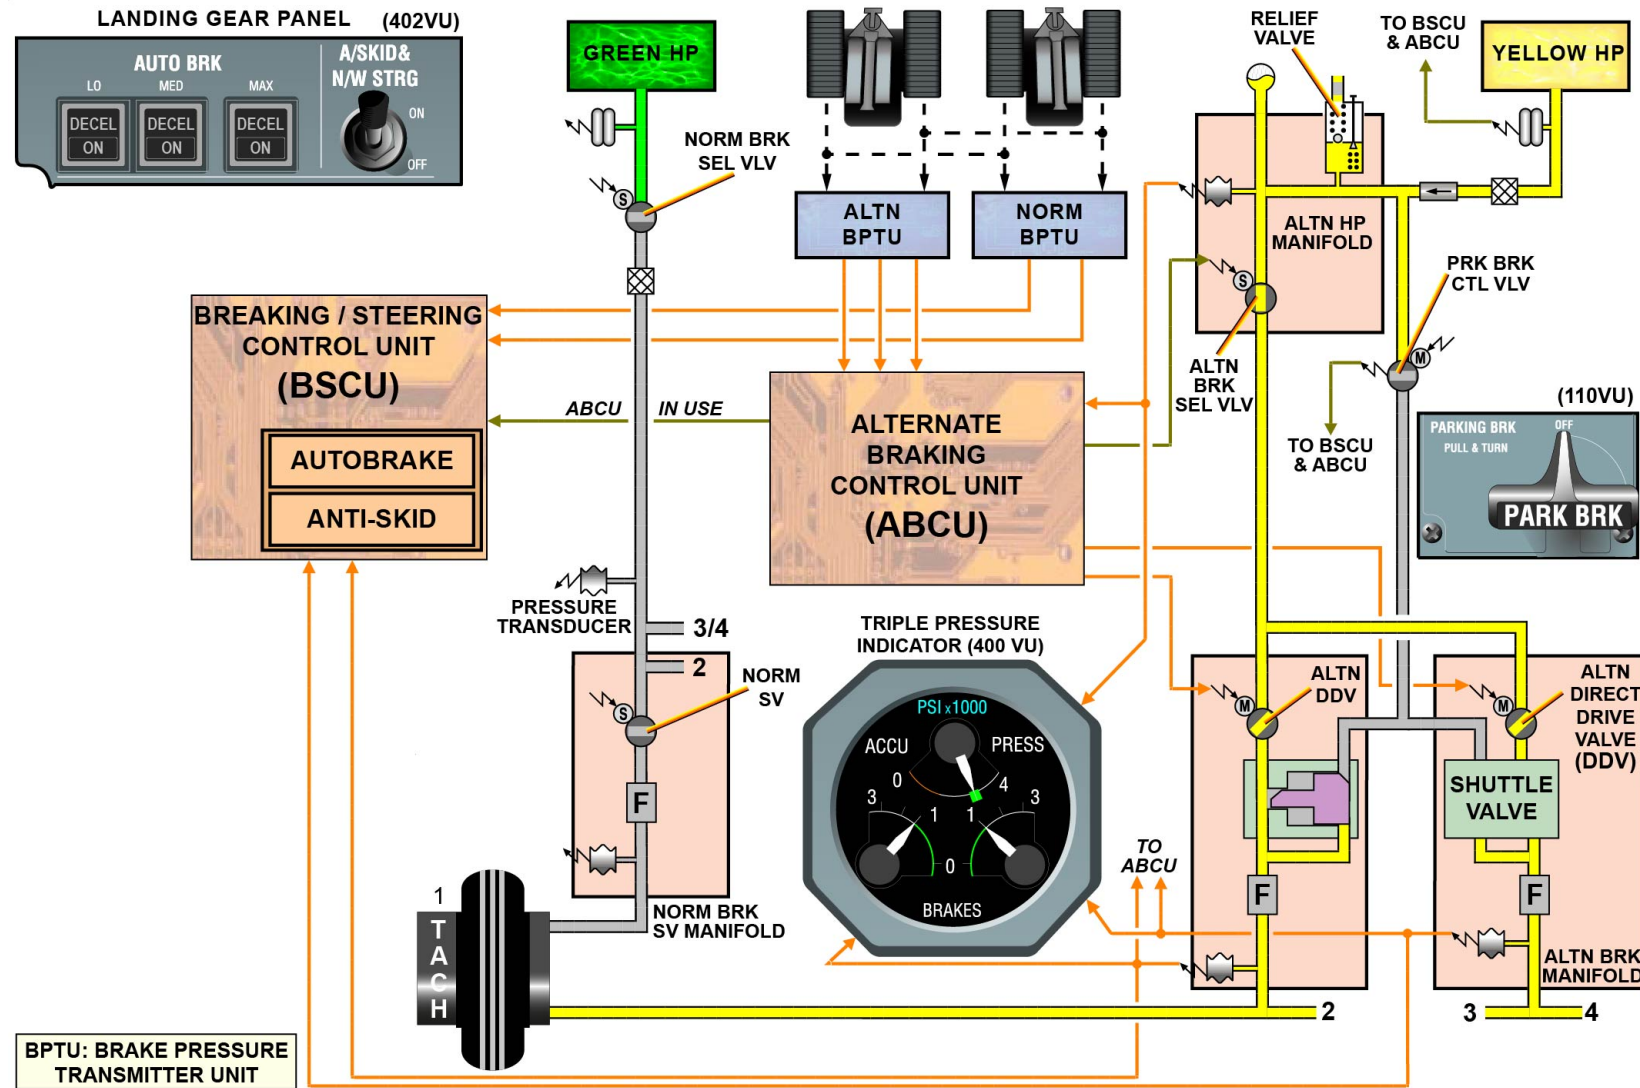 LANDING GEAR PANEL (402VU)
AUTO BRK
LO MED MAX
DECEL DECEL DECEL
ON ON ON
A/SKID&
N/W STRG
ON
OFF
GREEN HP
NORM BRK
SEL VLV
S
ALTN
BPTU
NORM
BPTU
RELIEF
VALVE
TO BSCU
& ABCU
YELLOW HP
ALTN HP
MANIFOLD
S
ALTN
BRK
SEL VLV
PRK BRK
CTL VLV
M
TO BSCU
& ABCU
(110VU)
PARKING BRK
PULL & TURN
OFF
PARK BRK
BREAKING / STEERING
CONTROL UNIT
(BSCU)
AUTOBRAKE
ANTI-SKID
ABCU IN USE
ALTERNATE
BRAKING
CONTROL UNIT
(ABCU)
PRESSURE
TRANSDUCER
3/4
2
NORM
SV
S
F
NORM BRK
SV MANIFOLD
TRIPLE PRESSURE
INDICATOR (400 VU)
PSI x1000
ACCU PRESS
0 4
3 1 1 3
0
BRAKES
TO
ABCU
M
ALTN
DDV
F
M
ALTN
DIRECT
DRIVE
VALVE
(DDV)
SHUTTLE
VALVE
F
ALTN BRK
MANIFOLD
1
TACH
2
3 4
BPTU: BRAKE PRESSURE
TRANSMITTER UNIT